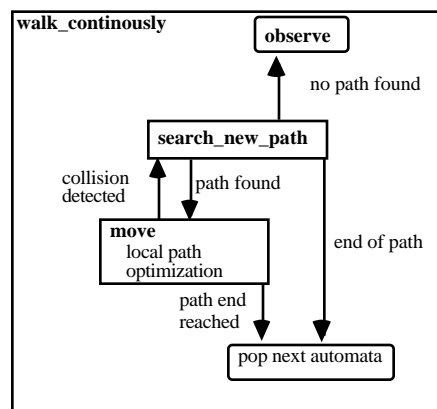 walk_continously
observe
no path found
search_new_path
collision
detected
path found
move
local path
optimization
end of path
path end
reached
pop next automata